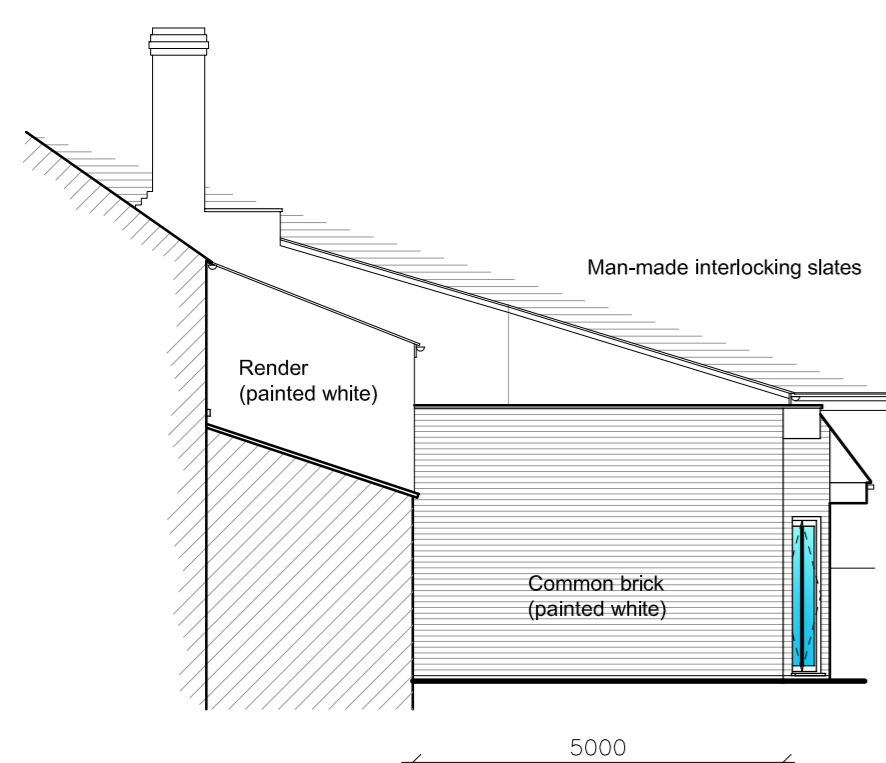 Man-made interlocking slates
Render
(painted white)
Common brick
(painted white)
5000